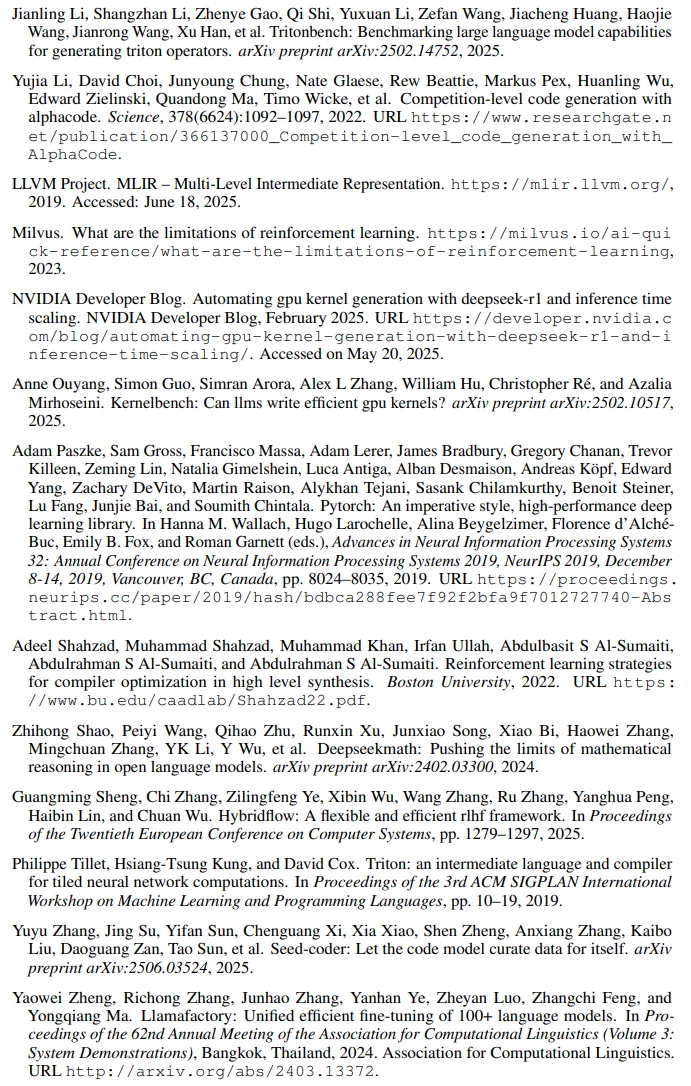 Jianling Li, Shangzhan Li, Zhenye Gao, Qi Shi, Yuxuan Li, Zefan Wang, Jiacheng Huang, Haojie
Wang, Jianrong Wang, Xu Han, et al. Tritonbench: Benchmarking large language model capabilities
for generating triton operators. arXiv preprint arXiv:2502.14752, 2025.
Yujia Li, David Choi, Junyoung Chung, Nate Glaese, Rew Beattie, Markus Pex, Huanling Wu,
Edward Zielinski, Quandong Ma, Timo Wicke, et al. Competition-level code generation with
alphacode. Science, 378(6624):1092–1097, 2022. URL https://www.researchgate.n
et/publication/366137000_Competition-level_code_generation_with_
AlphaCode.
LLVM Project. MLIR – Multi-Level Intermediate Representation. https://mlir.llvm.org/,
2019. Accessed: June 18, 2025.
Milvus. What are the limitations of reinforcement learning. https://milvus.io/ai-qui
ck-reference/what-are-the-limitations-of-reinforcement-learning,
2023.
NVIDIA Developer Blog. Automating gpu kernel generation with deepseek-r1 and inference time
scaling. NVIDIA Developer Blog, February 2025. URL https://developer.nvidia.c
om/blog/automating-gpu-kernel-generation-with-deepseek-r1-and-i
nference-time-scaling/. Accessed on May 20, 2025.
Anne Ouyang, Simon Guo, Simran Arora, Alex L Zhang, William Hu, Christopher Ré, and Azalia
Mirhoseini. Kernelbench: Can llms write efficient gpu kernels? arXiv preprint arXiv:2502.10517,
2025.
Adam Paszke, Sam Gross, Francisco Massa, Adam Lerer, James Bradbury, Gregory Chanan, Trevor
Killeen, Zeming Lin, Natalia Gimelshein, Luca Antiga, Alban Desmaison, Andreas Köpf, Edward
Yang, Zachary DeVito, Martin Raison, Alykhan Tejani, Sasank Chilamkurthy, Benoit Steiner,
Lu Fang, Junjie Bai, and Soumith Chintala. Pytorch: An imperative style, high-performance deep
learning library. In Hanna M. Wallach, Hugo Larochelle, Alina Beygelzimer, Florence d'Alché-
Buc, Emily B. Fox, and Roman Garnett (eds.), Advances in Neural Information Processing Systems
32: Annual Conference on Neural Information Processing Systems 2019, NeurIPS 2019, December
8-14, 2019, Vancouver, BC, Canada, pp. 8024–8035, 2019. URL https://proceedings.
neurips.cc/paper/2019/hash/bdbca288fee7f92f2bfa9f7012727740-Abs
tract.html.
Adeel Shahzad, Muhammad Shahzad, Muhammad Khan, Irfan Ullah, Abdulbasit S Al-Sumaiti,
Abdulrahman S Al-Sumaiti, and Abdulrahman S Al-Sumaiti. Reinforcement learning strategies
for compiler optimization in high level synthesis. Boston University, 2022. URL https:
//www.bu.edu/caadlab/Shahzad22.pdf.
Zhihong Shao, Peiyi Wang, Qihao Zhu, Runxin Xu, Junxiao Song, Xiao Bi, Haowei Zhang,
Mingchuan Zhang, YK Li, Y Wu, et al. Deepseekmath: Pushing the limits of mathematical
reasoning in open language models. arXiv preprint arXiv:2402.03300, 2024.
Guangming Sheng, Chi Zhang, Zilingfeng Ye, Xibin Wu, Wang Zhang, Ru Zhang, Yanghua Peng,
Haibin Lin, and Chuan Wu. Hybridflow: A flexible and efficient rlhf framework. In Proceedings
of the Twentieth European Conference on Computer Systems, pp. 1279–1297, 2025.
Philippe Tillet, Hsiang-Tsung Kung, and David Cox. Triton: an intermediate language and compiler
for tiled neural network computations. In Proceedings of the 3rd ACM SIGPLAN International
Workshop on Machine Learning and Programming Languages, pp. 10–19, 2019.
Yuyu Zhang, Jing Su, Yifan Sun, Chenguang Xi, Xia Xiao, Shen Zheng, Anxiang Zhang, Kaibo
Liu, Daoguang Zan, Tao Sun, et al. Seed-coder: Let the code model curate data for itself. arXiv
preprint arXiv:2506.03524, 2025.
Yaowei Zheng, Richong Zhang, Junhao Zhang, Yanhan Ye, Zheyan Luo, Zhangchi Feng, and
Yongqiang Ma. Llamafactory: Unified efficient fine-tuning of 100+ language models. In Pro-
ceedings of the 62nd Annual Meeting of the Association for Computational Linguistics (Volume 3:
System Demonstrations), Bangkok, Thailand, 2024. Association for Computational Linguistics.
URL http://arxiv.org/abs/2403.13372.